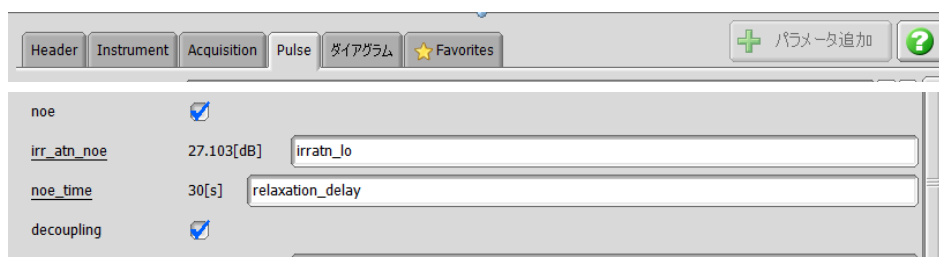 Header Instrument Acquisition Pulse ダイアグラム Favorites パラメータ追加
noe
irr_atn_noe 27.103[dB] irratn_lo
noe_time 30[s] relaxation_delay
decoupling